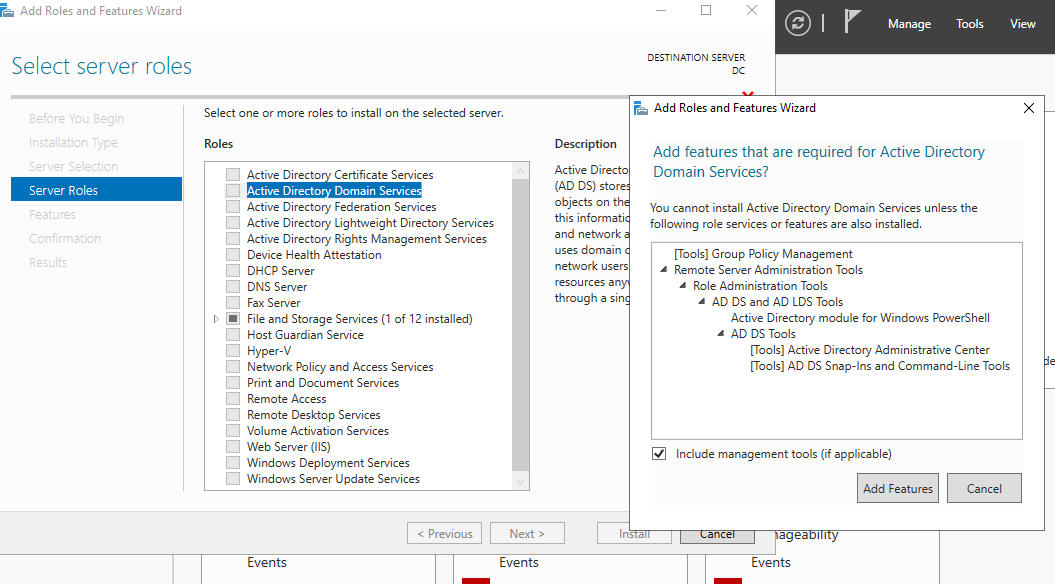 Add Roles and Features Wizard
Manage Tools View
Select server roles
DESTINATION SERVER
DC
Before You Begin
Installation Type
Server Selection
Server Roles
Features
Confirmation
Results
Select one or more roles to install on the selected server.
Roles
Active Directory Certificate Services
Active Directory Domain Services
Active Directory Federation Services
Active Directory Lightweight Directory Services
Active Directory Rights Management Services
Device Health Attestation
DHCP Server
DNS Server
Fax Server
File and Storage Services (1 of 12 installed)
Host Guardian Service
Hyper-V
Network Policy and Access Services
Print and Document Services
Remote Access
Remote Desktop Services
Volume Activation Services
Web Server (IIS)
Windows Deployment Services
Windows Server Update Services
Description
Active Directo
(AD DS) stores
objects on the
this informatio
and network a
uses domain c
network users
resources anyw
through a sing
< Previous
Next >
Install
Cancel
Add Roles and Features Wizard
Add features that are required for Active Directory
Domain Services?
You cannot install Active Directory Domain Services unless the
following role services or features are also installed.
[Tools] Group Policy Management
Remote Server Administration Tools
Role Administration Tools
AD DS and AD LDS Tools
Active Directory module for Windows PowerShell
AD DS Tools
[Tools] Active Directory Administrative Center
[Tools] AD DS Snap-Ins and Command-Line Tools
Include management tools (if applicable)
Add Features
Cancel
nageability
Events
Events
Events